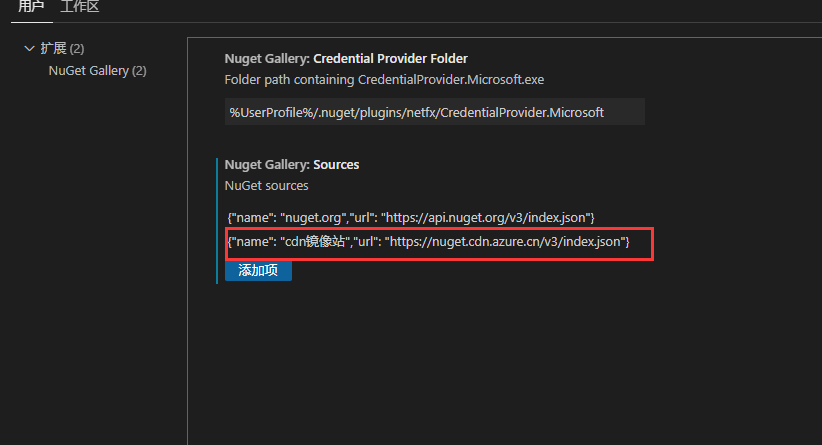 用户 工作区
扩展 (2)
NuGet Gallery (2)
Nuget Gallery: Credential Provider Folder
Folder path containing CredentialProvider.Microsoft.exe
%UserProfile%/.nuget/plugins/netfx/CredentialProvider.Microsoft
Nuget Gallery: Sources
NuGet sources
{"name": "nuget.org","url": "https://api.nuget.org/v3/index.json"}
{"name": "cdn镜像站","url": "https://nuget.cdn.azure.cn/v3/index.json"}
添加项